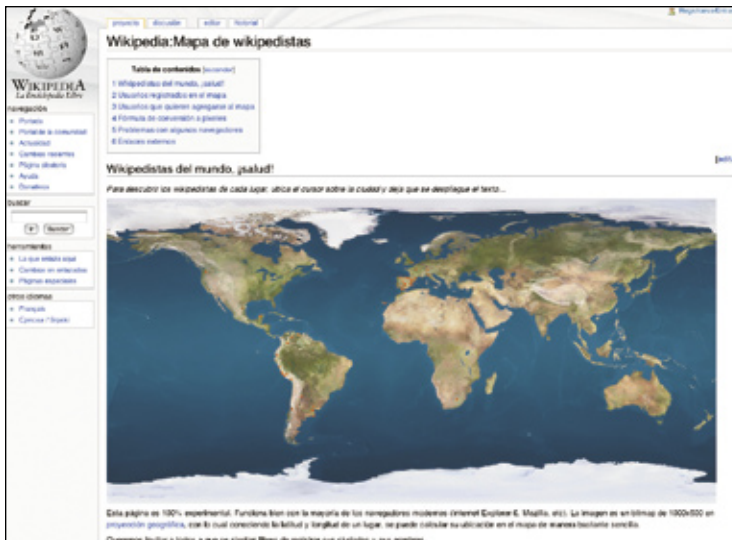 proyecto discusión editar historial
Wikipedia:Mapa de wikipedistas
WIKIPEDIA
La Enciclopedia Libre
Tabla de contenidos [esconder]
1 Wikipedistas del mundo, ¡salud!
2 Usuarios registrados en el mapa
3 Usuarios que quieren agregarse al mapa
4 Fórmula de conversión a pixeles
5 Problemas con algunos navegadores
6 Enlaces externos
navegación
Portada
Portal de la comunidad
Actualidad
Cambios recientes
Página aleatoria
Ayuda
Donativos
buscar
Ir Buscar
herramientas
Lo que enlaza aquí
Cambios en enlazadas
Páginas especiales
otros idiomas
Français
Wikipedistas del mundo, ¡salud!
Para descubrir los wikipedistas de cada lugar, ubica el cursor sobre la ciudad y deja que se despliegue el texto...
Esta página es 100% experimental. Funciona bien con la mayoría de los navegadores modernos (Internet Explorer 6, Mozilla, etc). La imagen es un bitmap de 1000x500 en
proyección geográfica, con lo cual conociendo la latitud y longitud de un lugar, se puede calcular su ubicación en el mapa de manera bastante sencilla.